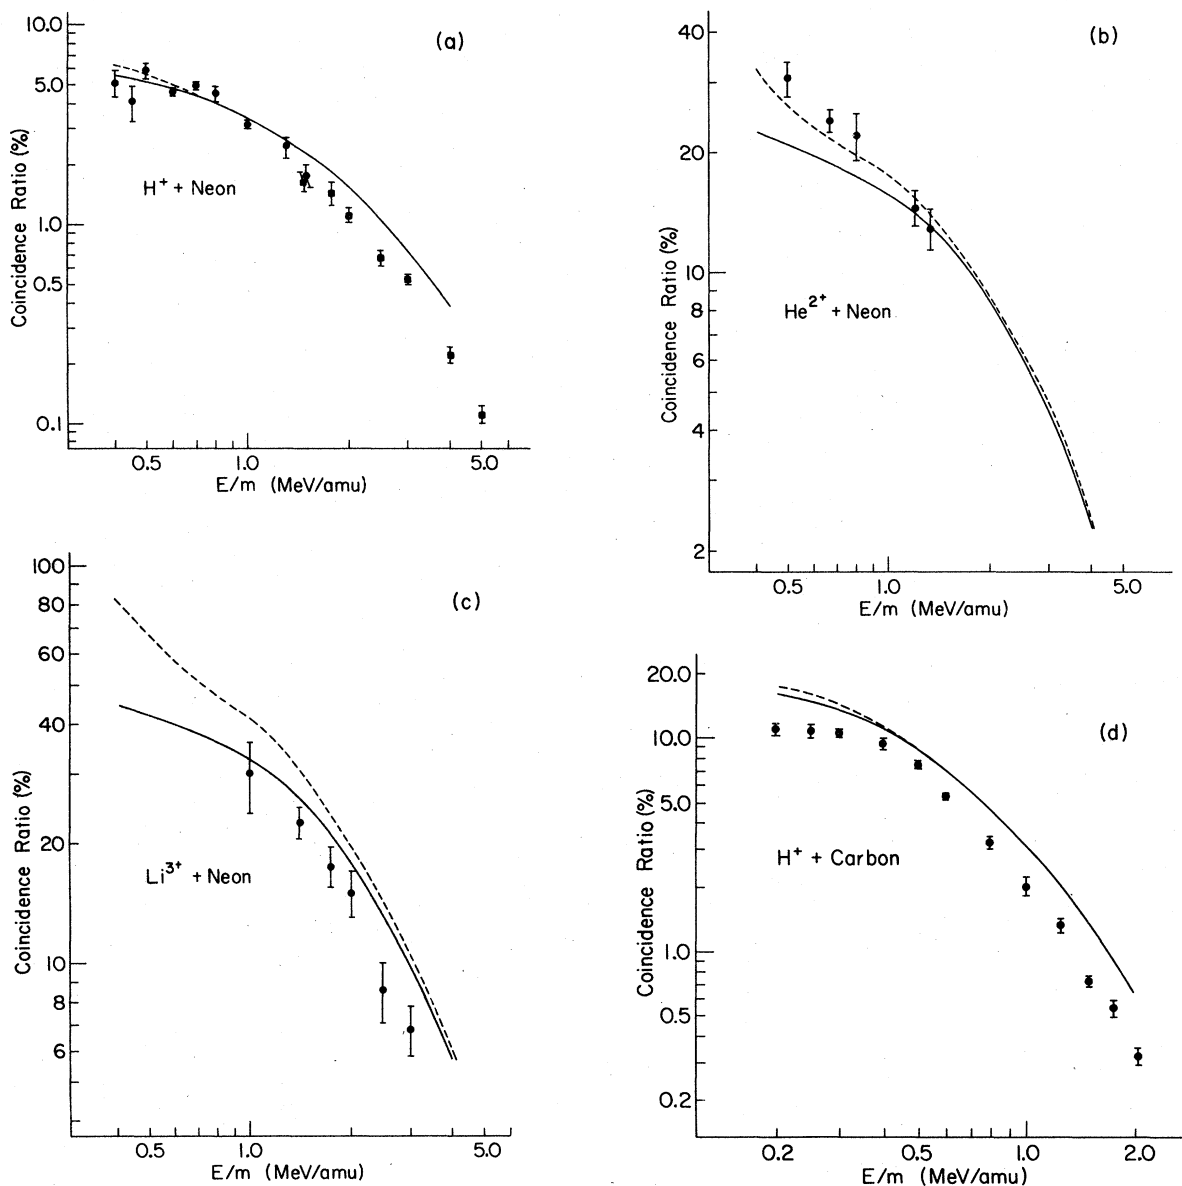 (a)
10.0
5.0
1.0
0.5
0.1
Coincidence Ratio (%)
H⁺ + Neon
0.5 1.0 5.0
E/m (MeV/amu)
(b)
40
20
10
8
6
4
2
Coincidence Ratio (%)
He²⁺ + Neon
0.5 1.0 5.0
E/m (MeV/amu)
(c)
100
80
60
40
20
10
8
6
Coincidence Ratio (%)
Li³⁺ + Neon
0.5 1.0 5.0
E/m (MeV/amu)
(d)
20.0
10.0
5.0
1.0
0.5
0.2
Coincidence Ratio (%)
H⁺ + Carbon
0.2 0.5 1.0 2.0
E/m (MeV/amu)